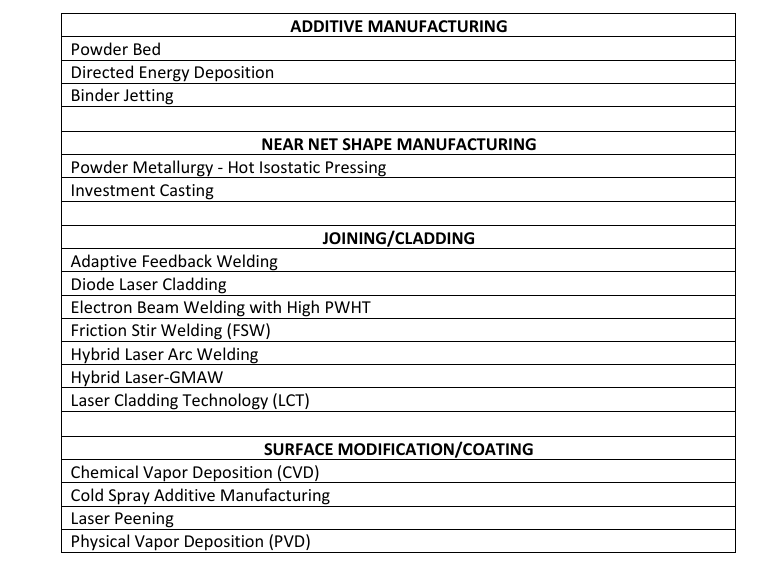 ADDITIVE MANUFACTURING
Powder Bed
Directed Energy Deposition
Binder Jetting
NEAR NET SHAPE MANUFACTURING
Powder Metallurgy - Hot Isostatic Pressing
Investment Casting
JOINING/CLADDING
Adaptive Feedback Welding
Diode Laser Cladding
Electron Beam Welding with High PWHT
Friction Stir Welding (FSW)
Hybrid Laser Arc Welding
Hybrid Laser-GMAW
Laser Cladding Technology (LCT)
SURFACE MODIFICATION/COATING
Chemical Vapor Deposition (CVD)
Cold Spray Additive Manufacturing
Laser Peening
Physical Vapor Deposition (PVD)